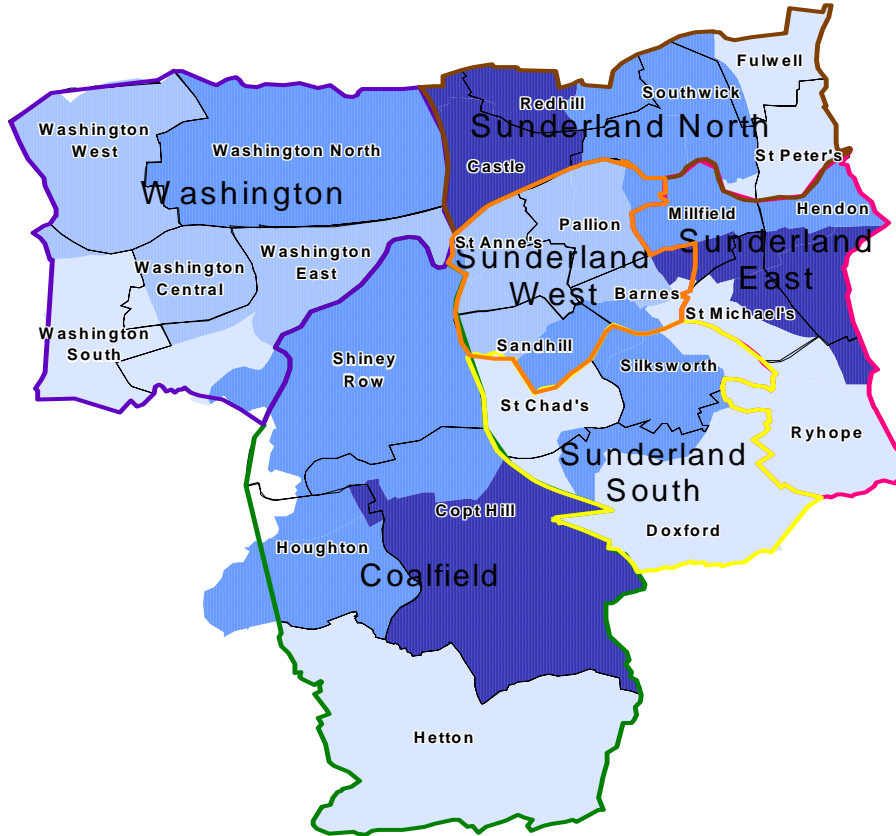 Fulwell
Southwick
Redhill
Sunderland North
Washington
West
Washington North
St Peter's
Castle
Washington
Hendon
Millfield
Pallion
St Anne's
Sunderland
East
Washington
East
Sunderland
West
Washington
Central
Barnes
St Michael's
Washington
South
Sandhill
Shiney
Row
Silksworth
St Chad's
Ryhope
Sunderland
South
Copt Hill
Doxford
Houghton
Coalfield
Hetton